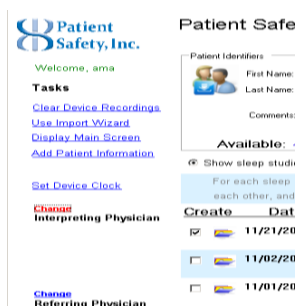 Patient
Safety, Inc.
Welcome, ama
Tasks
Clear Device Recordings
Use Import Wizard
Display Main Screen
Add Patient Information
Set Device Clock
Change
Interpreting Physician
Change
Referring Physician
Patient Safe
Patient Identifiers
First Name:
Last Name:
Comments:
Available:
Show sleep studi
For each sleep
each other, and
Create Dat
11/21/20
11/02/20
11/01/20